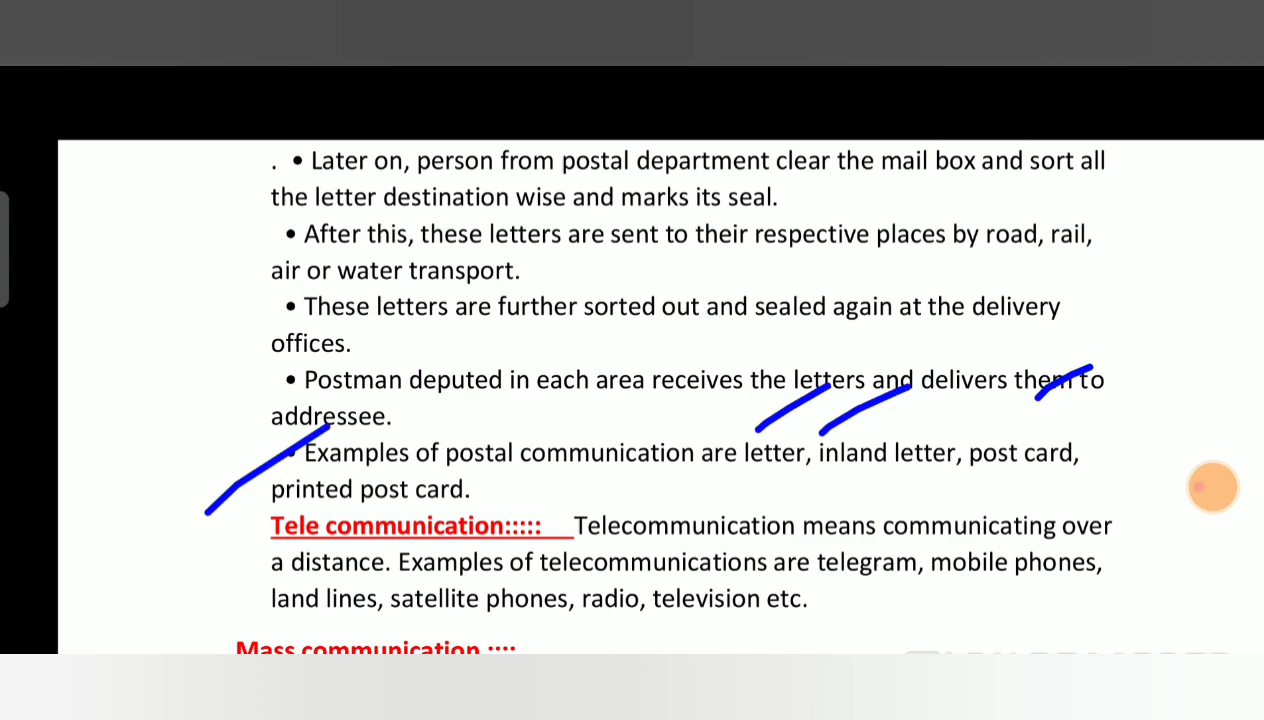 . • Later on, person from postal department clear the mail box and sort all
the letter destination wise and marks its seal.
• After this, these letters are sent to their respective places by road, rail,
air or water transport.
• These letters are further sorted out and sealed again at the delivery
offices.
• Postman deputed in each area receives the letters and delivers them to
addressee.
• Examples of postal communication are letter, inland letter, post card,
printed post card.
Tele communication::::: Telecommunication means communicating over
a distance. Examples of telecommunications are telegram, mobile phones,
land lines, satellite phones, radio, television etc.
Mass communication ::::